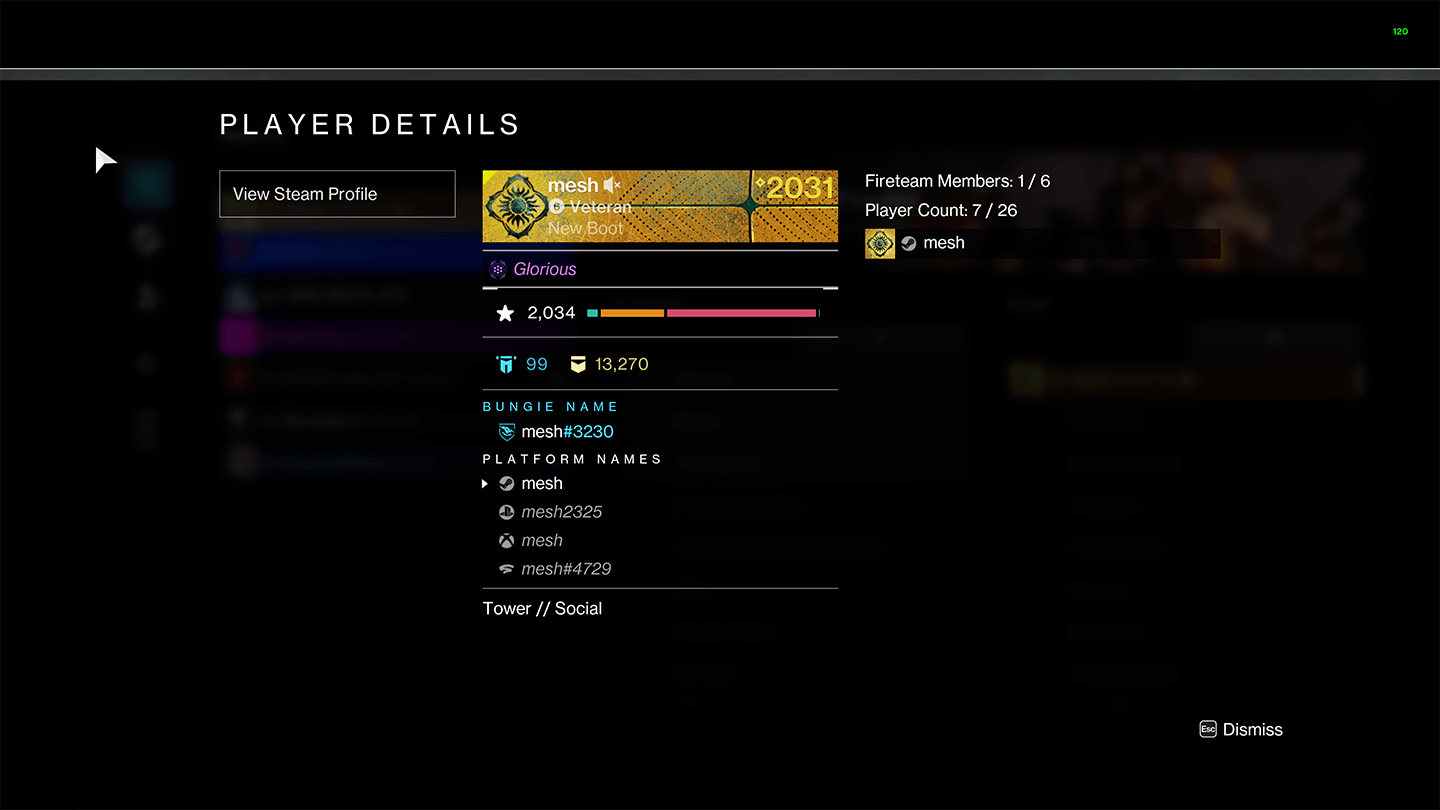 120
PLAYER DETAILS
View Steam Profile
mesh
2031
6 Veteran
New Boot
Glorious
2,034
99 13,270
BUNGIE NAME
mesh#3230
PLATFORM NAMES
mesh
mesh2325
mesh
mesh#4729
Tower // Social
Fireteam Members: 1 / 6
Player Count: 7 / 26
mesh
Esc Dismiss